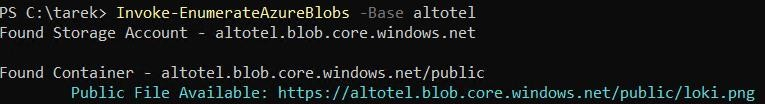 PS C:\tarek> Invoke-EnumerateAzureBlobs -Base altotel
Found Storage Account - altotel.blob.core.windows.net
Found Container - altotel.blob.core.windows.net/public
Public File Available: https://altotel.blob.core.windows.net/public/loki.png